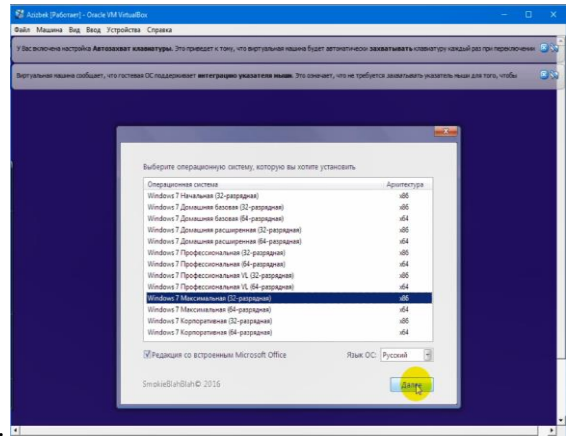 Azizbek [Работает] - Oracle VM VirtualBox
Файл Машина Вид Ввод Устройства Справка
У Вас включена настройка Автозахват клавиатуры. Это приведет к тому, что виртуальная машина будет автоматически захватывать клавиатуру каждый раз при переключении
Виртуальная машина сообщает, что гостевая ОС поддерживает интеграцию указателя мыши. Это означает, что не требуется захватывать указатель мыши для того, чтобы
Выберите операционную систему, которую вы хотите установить
Операционная система Архитектура
Windows 7 Начальная (32-разрядная) x86
Windows 7 Домашняя базовая (32-разрядная) x86
Windows 7 Домашняя базовая (64-разрядная) x64
Windows 7 Домашняя расширенная (32-разрядная) x86
Windows 7 Домашняя расширенная (64-разрядная) x64
Windows 7 Профессиональная (32-разрядная) x86
Windows 7 Профессиональная (64-разрядная) x64
Windows 7 Профессиональная VL (32-разрядная) x86
Windows 7 Профессиональная VL (64-разрядная) x64
Windows 7 Максимальная (32-разрядная) x86
Windows 7 Максимальная (64-разрядная) x64
Windows 7 Корпоративная (32-разрядная) x86
Windows 7 Корпоративная (64-разрядная) x64
Редакция со встроенным Microsoft Office Язык ОС: Русский
SmokieBlahBlah© 2016 Далее